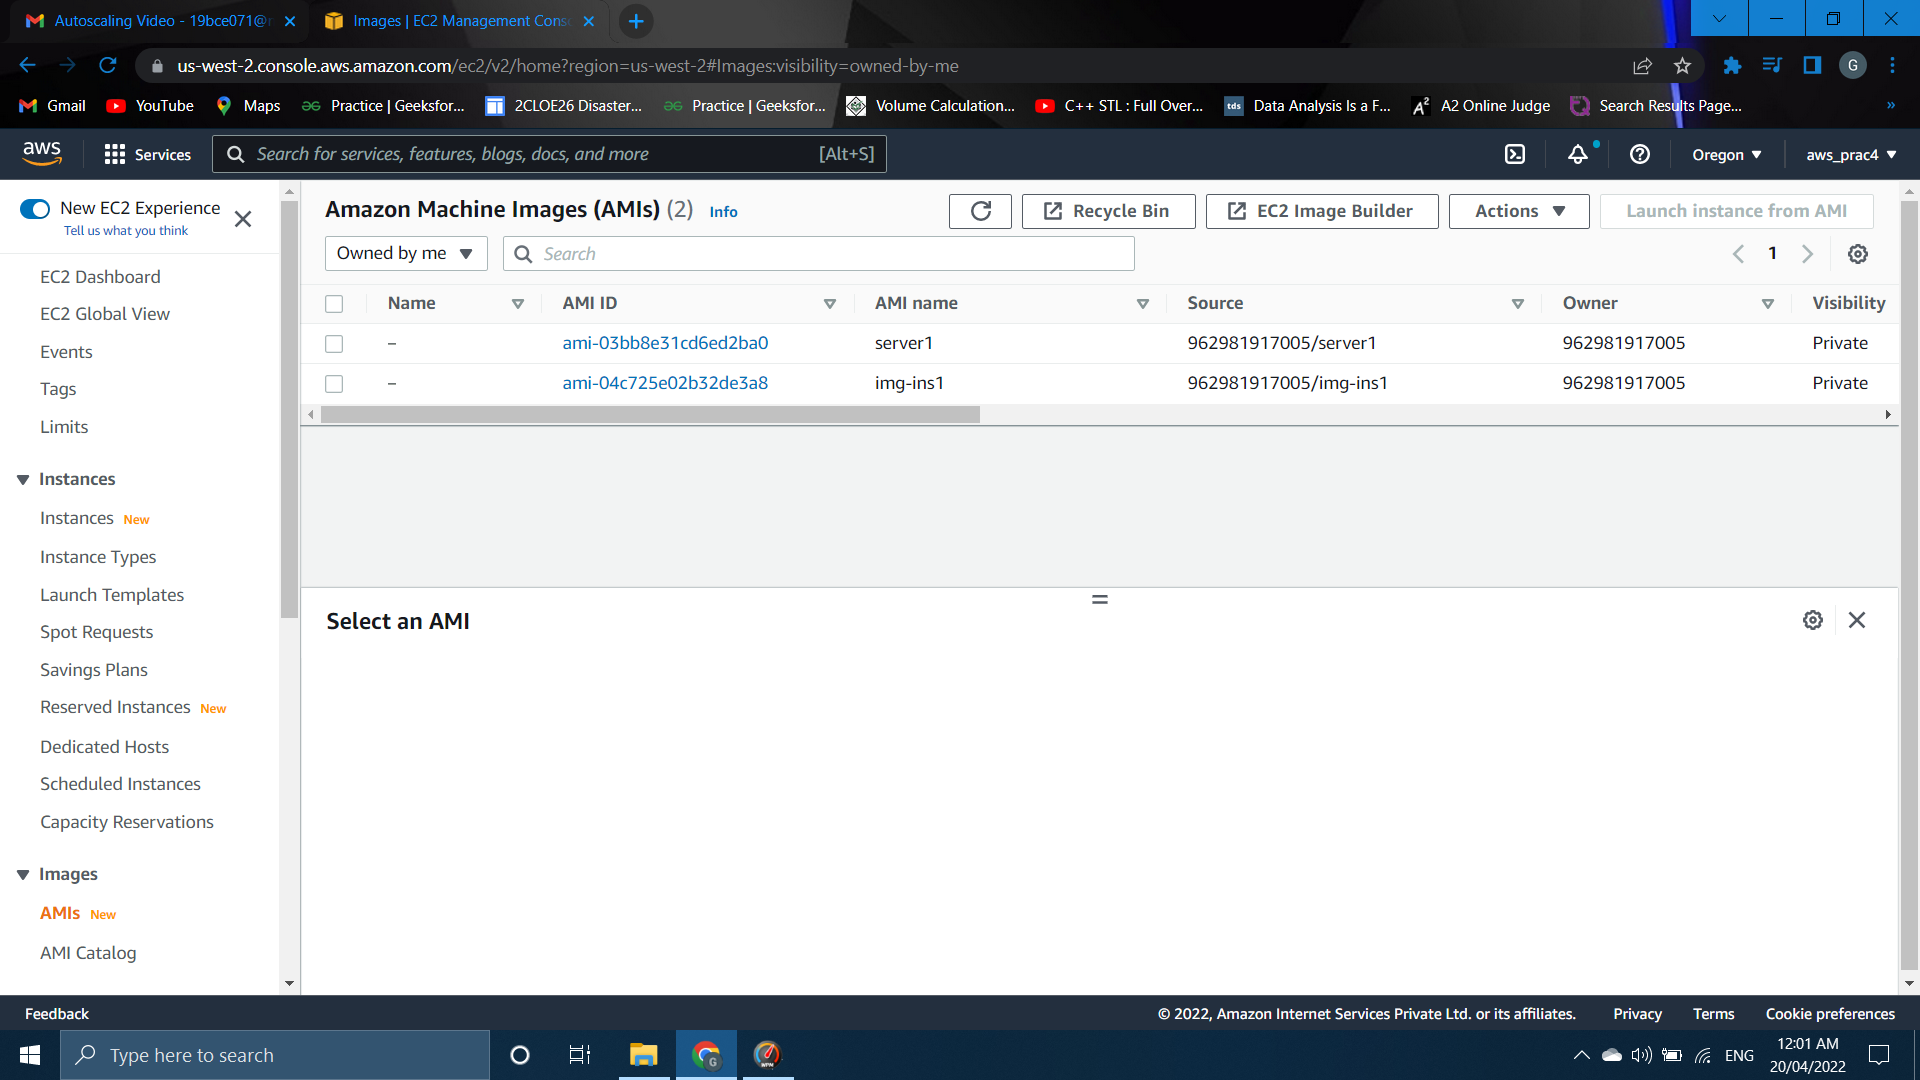 Autoscaling Video - 19bce071@
Images | EC2 Management Cons
us-west-2.console.aws.amazon.com/ec2/v2/home?region=us-west-2#Images:visibility=owned-by-me
G
Gmail
YouTube
Maps
Practice | Geeksfor...
2CLOE26 Disaster...
Practice | Geeksfor...
Volume Calculation...
C++ STL : Full Over...
tds
Data Analysis Is a F...
A2 Online Judge
Search Results Page...
»
aws
Services
Search for services, features, blogs, docs, and more
[Alt+S]
Oregon
aws_prac4
New EC2 Experience
Tell us what you think
EC2 Dashboard
EC2 Global View
Events
Tags
Limits
Instances
Instances New
Instance Types
Launch Templates
Spot Requests
Savings Plans
Reserved Instances New
Dedicated Hosts
Scheduled Instances
Capacity Reservations
Images
AMIs New
AMI Catalog
Amazon Machine Images (AMIs) (2) Info
Recycle Bin
EC2 Image Builder
Actions
Launch instance from AMI
Owned by me
Search
1
Name AMI ID AMI name Source Owner Visibility
– ami-03bb8e31cd6ed2ba0 server1 962981917005/server1 962981917005 Private
– ami-04c725e02b32de3a8 img-ins1 962981917005/img-ins1 962981917005 Private
Select an AMI
Feedback
© 2022, Amazon Internet Services Private Ltd. or its affiliates.
Privacy
Terms
Cookie preferences
Type here to search
G
ENG
12:01 AM
20/04/2022